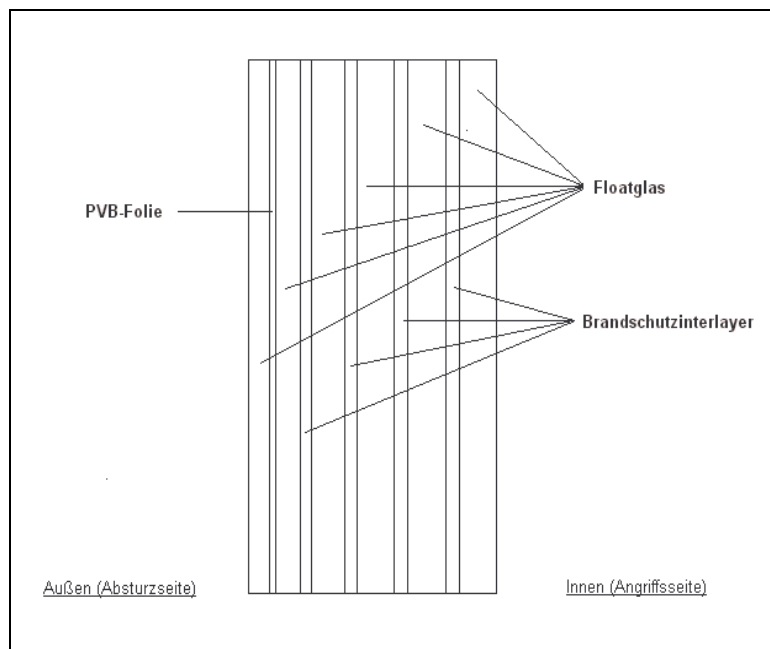 Floatglas
PVB-Folie
Brandschutzinterlayer
Außen (Absturzseite)
Innen (Angriffsseite)